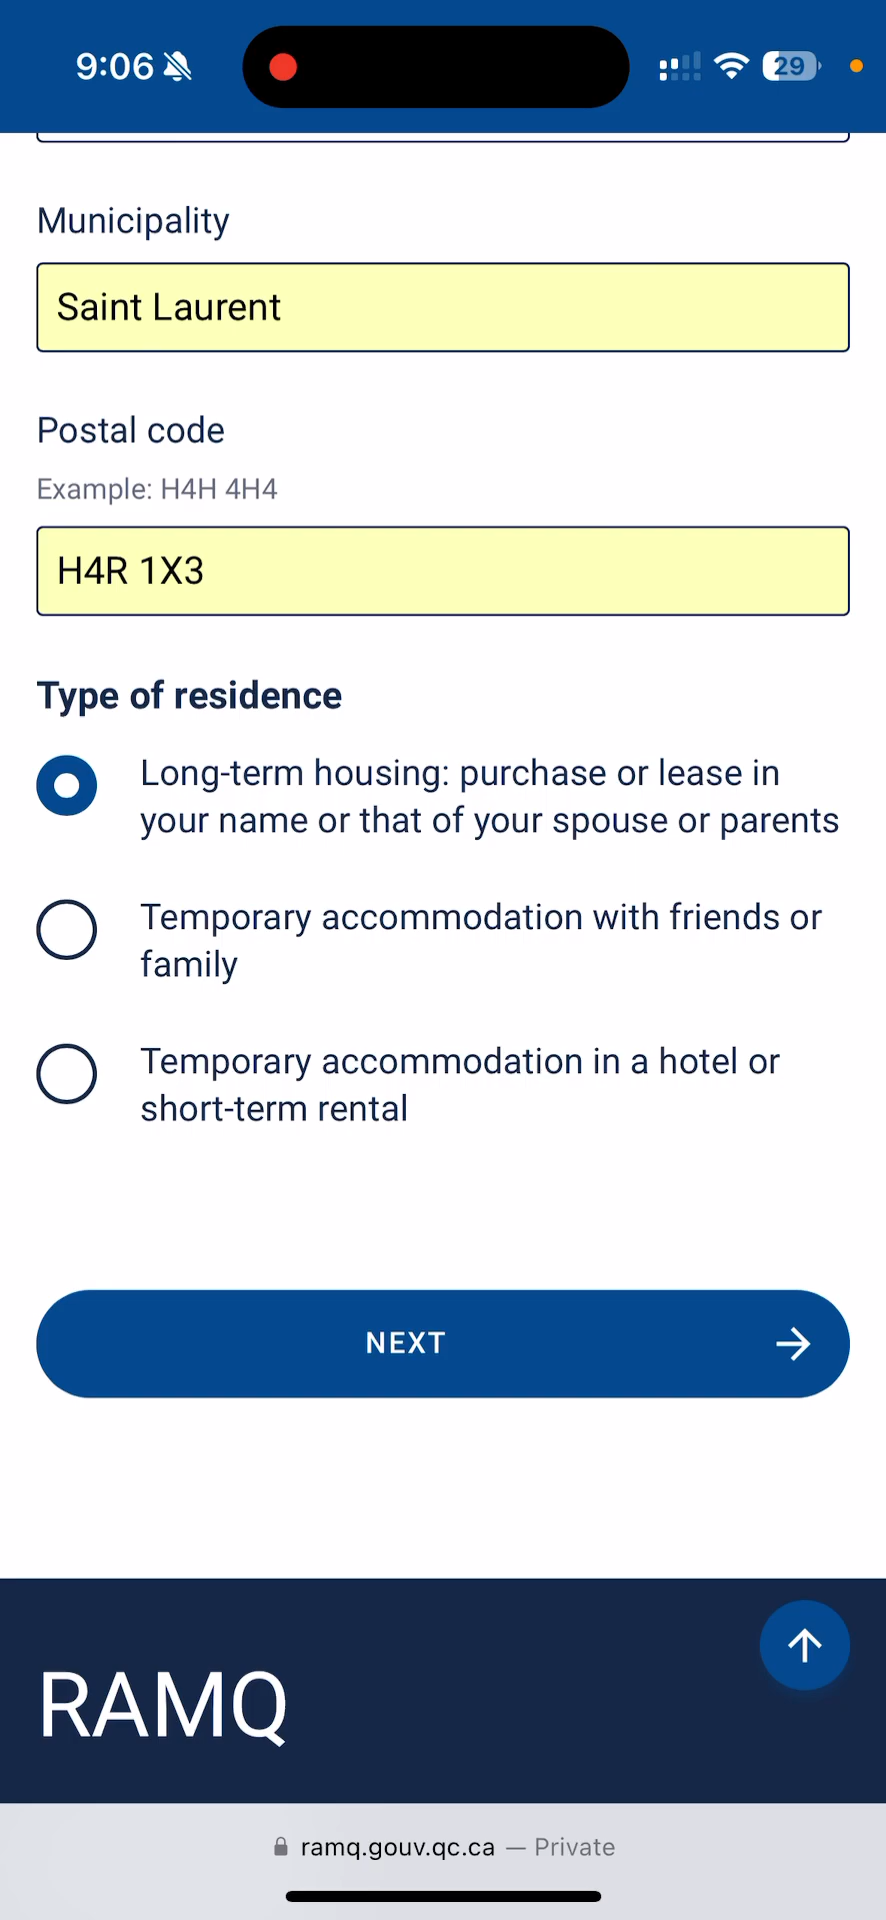 9:06
29
Municipality
Saint Laurent
Postal code
Example: H4H 4H4
H4R 1X3
Type of residence
Long-term housing: purchase or lease in
your name or that of your spouse or parents
Temporary accommodation with friends or
family
Temporary accommodation in a hotel or
short-term rental
NEXT
RAMQ
ramq.gouv.qc.ca — Private